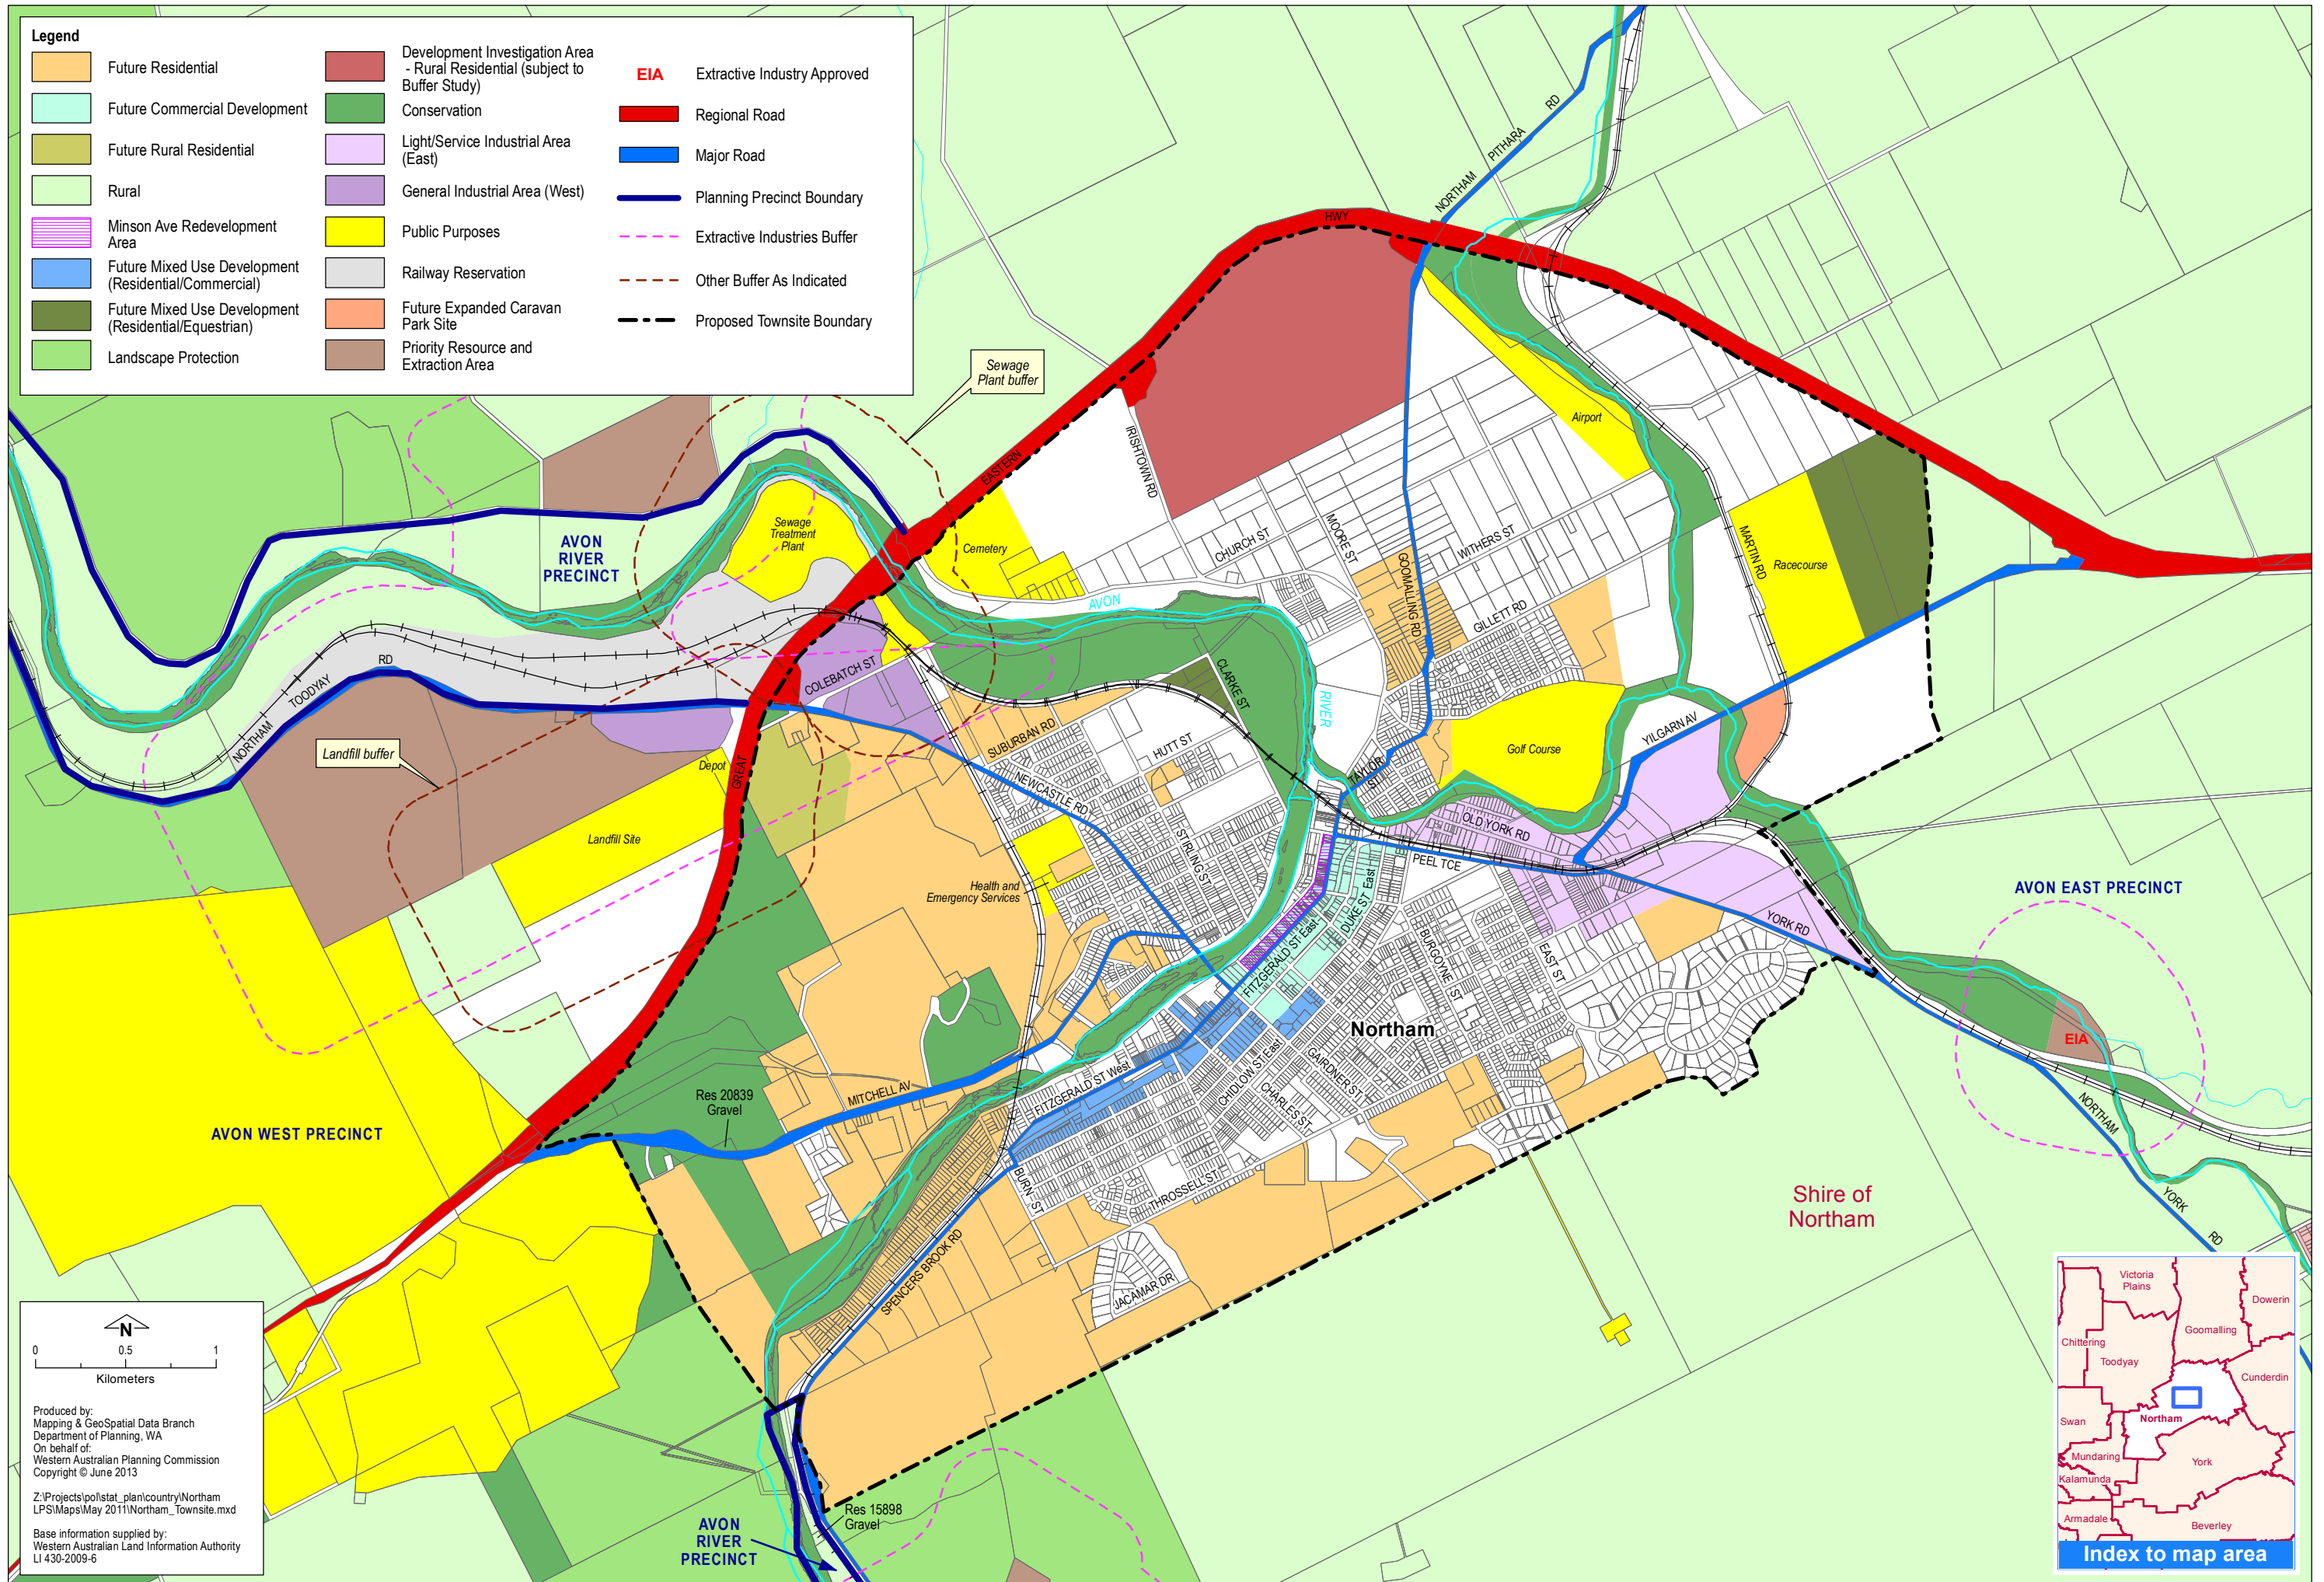 Legend
Future Residential
Future Commercial Development
Future Rural Residential
Rural
Minson Ave Redevelopment
Area
Future Mixed Use Development
(Residential/Commercial)
Future Mixed Use Development
(Residential/Equestrian)
Landscape Protection
Development Investigation Area
- Rural Residential (subject to
Buffer Study)
Conservation
Light/Service Industrial Area
(East)
General Industrial Area (West)
Public Purposes
Railway Reservation
Future Expanded Caravan
Park Site
Priority Resource and
Extraction Area
EIA
Extractive Industry Approved
Regional Road
Major Road
Planning Precinct Boundary
Extractive Industries Buffer
Other Buffer As Indicated
Proposed Townsite Boundary
NORTHAM
PITHARA
RD
HWY
Sewage
Plant buffer
Airport
IRISHTOWN RD
EASTERN
Sewage
Treatment
Plant
AVON
RIVER
PRECINCT
Cemetery
CHURCH ST
MOORE ST
WITHERS ST
GOOMALLING RD
GILLETT RD
MARTIN RD
Racecourse
AVON
RIVER
RD
TOODYAY
NORTHAM
COLEBATCH ST
CLARKE ST
SUBURBAN RD
HUTT ST
Golf Course
YILGARN AV
Landfill buffer
Depot
GREAT
NEWCASTLE RD
TAYLOR
ST
OLD YORK RD
PEEL TCE
Landfill Site
STIRLING ST
Health and
Emergency Services
DUKE ST East
FITZGERALD ST East
BURGOYNE ST
EAST ST
YORK RD
AVON EAST PRECINCT
Northam
EIA
FITZGERALD ST West
CHIDLOW ST East
GARDNER ST
CHARLES ST
MITCHELL AV
Res 20839
Gravel
AVON WEST PRECINCT
BURN ST
THROSSELL ST
SPENCERS BROOK RD
JACAMAR DR
Shire of
Northam
NORTHAM
YORK
RD
Res 15898
Gravel
AVON
RIVER
PRECINCT
N
0 0.5 1
Kilometers
Produced by:
Mapping & GeoSpatial Data Branch
Department of Planning, WA
On behalf of:
Western Australian Planning Commission
Copyright © June 2013
Z:\Projects\pol\stat_plan\country\Northam
LPS\Maps\May 2011\Northam_Townsite.mxd
Base information supplied by:
Western Australian Land Information Authority
LI 430-2009-6
Victoria
Plains
Dowerin
Chittering
Goomalling
Toodyay
Cunderdin
Swan
Northam
Mundaring
York
Kalamunda
Armadale
Beverley
Index to map area